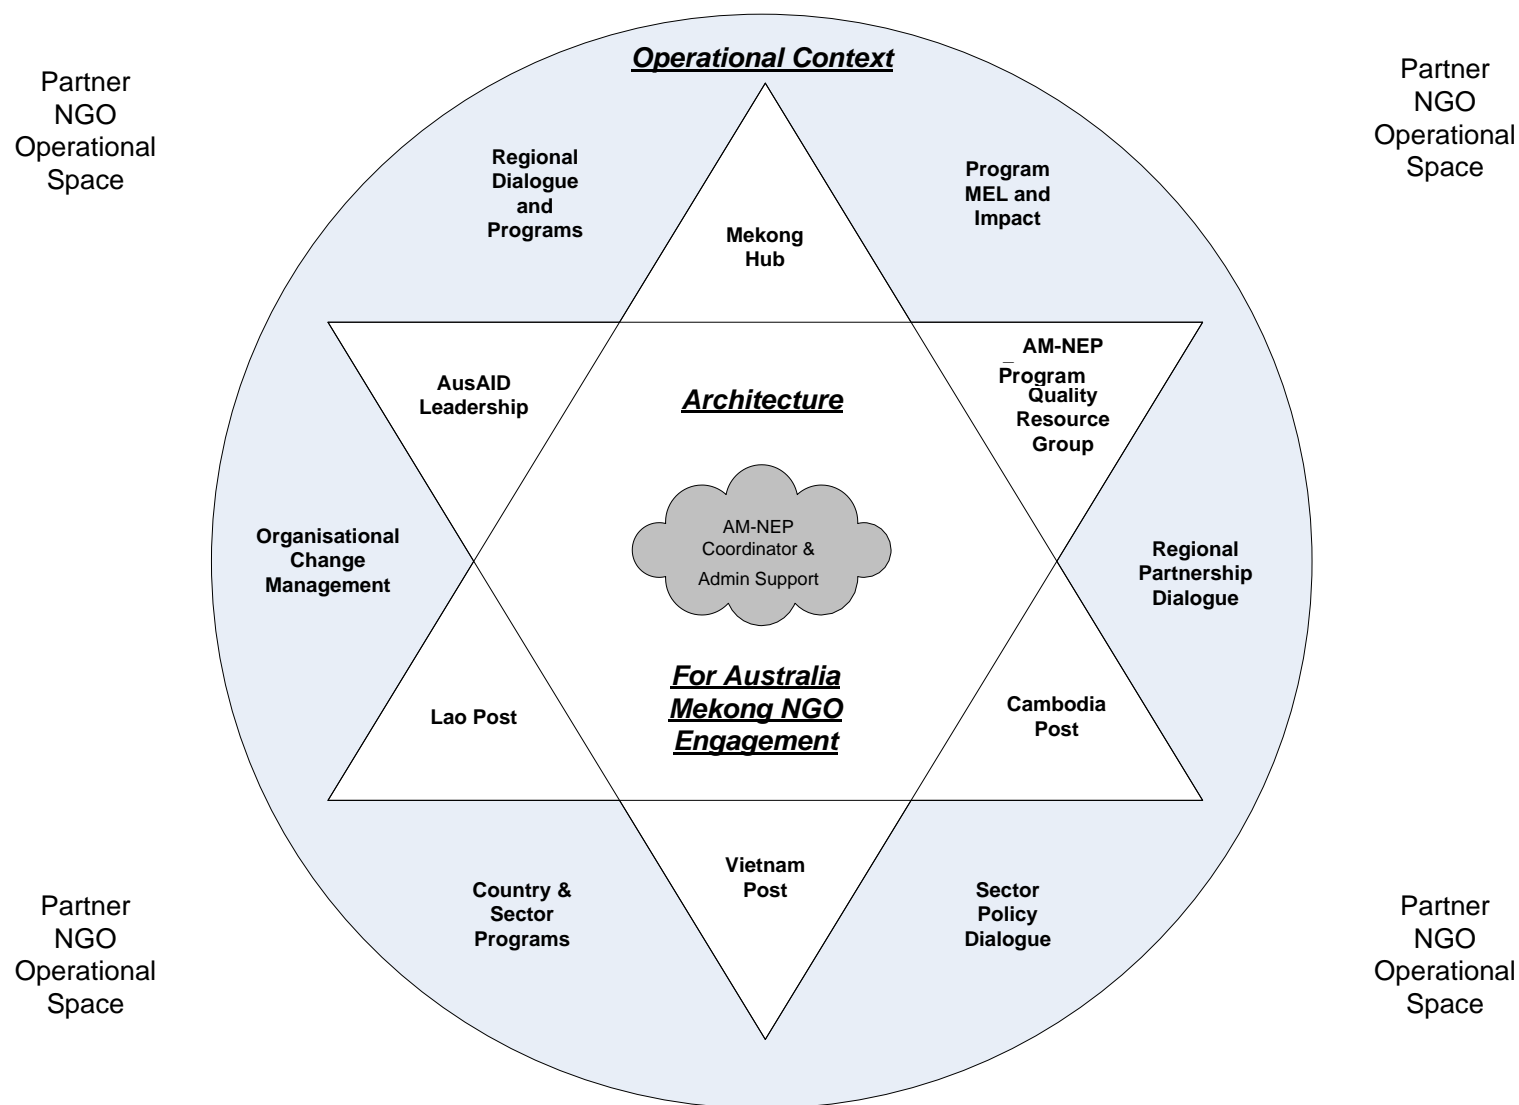 Operational Context
Partner
NGO
Operational
Space
Partner
NGO
Operational
Space
Regional
Dialogue
and
Programs
Program
MEL and
Impact
Mekong
Hub
AusAID
Leadership
Architecture
AM-NEP
Program
Quality
Resource
Group
AM-NEP
Coordinator &
Admin Support
Organisational
Change
Management
Regional
Partnership
Dialogue
For Australia
Mekong NGO
Engagement
Lao Post
Cambodia
Post
Vietnam
Post
Country &
Sector
Programs
Sector
Policy
Dialogue
Partner
NGO
Operational
Space
Partner
NGO
Operational
Space